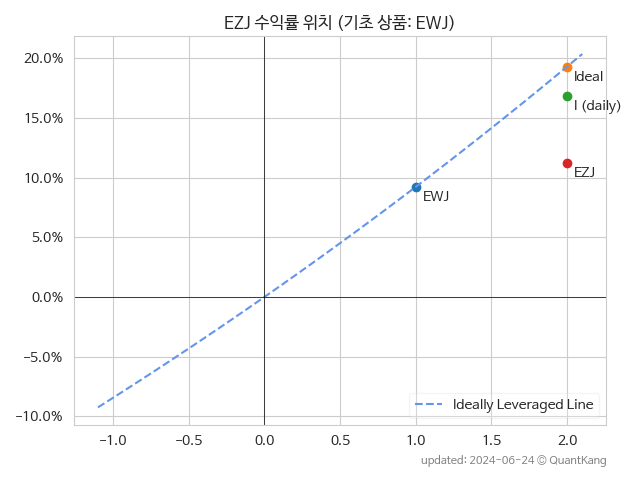 EZJ 수익률 위치 (기초 상품: EWJ)
20.0%
15.0%
10.0%
5.0%
0.0%
−5.0%
−10.0%
Ideal
I (daily)
EZJ
EWJ
Ideally Leveraged Line
−1.0 −0.5 0.0 0.5 1.0 1.5 2.0
updated: 2024-06-24 © QuantKang